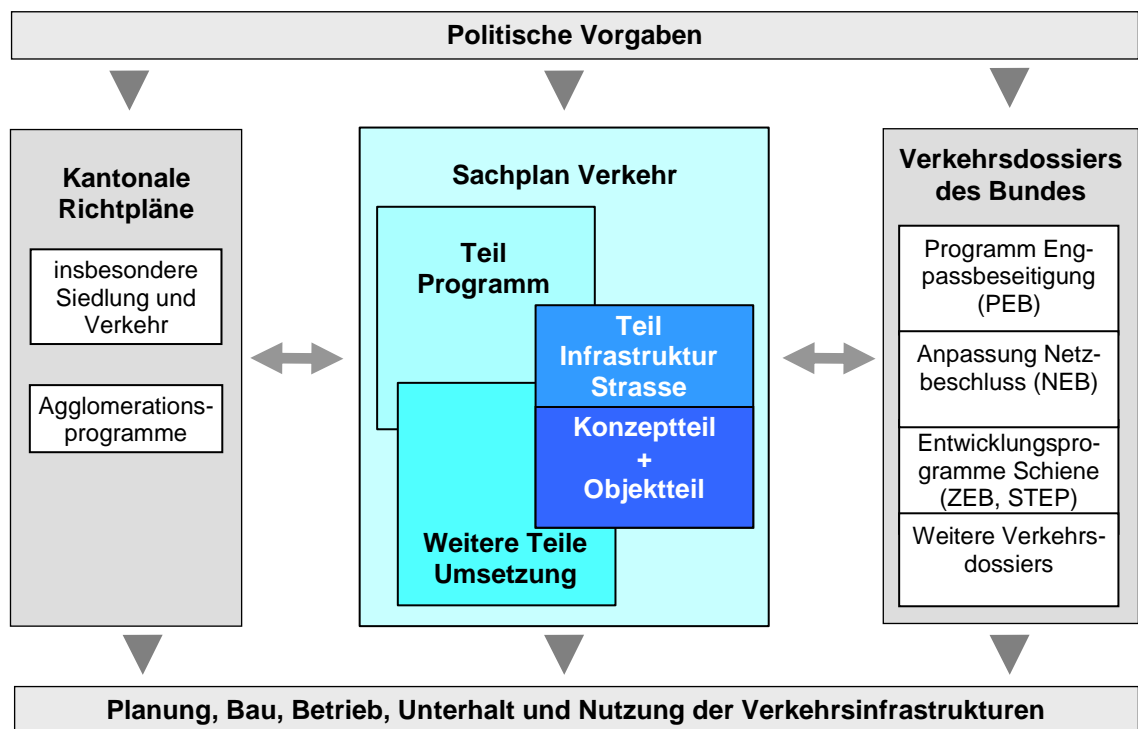 Politische Vorgaben
Kantonale
Richtpläne
insbesondere
Siedlung und
Verkehr
Agglomerations-
programme
Sachplan Verkehr
Teil
Programm
Teil
Infrastruktur
Strasse
Konzeptteil
+
Objektteil
Weitere Teile
Umsetzung
Verkehrsdossiers
des Bundes
Programm Eng-
passbeseitigung
(PEB)
Anpassung Netz-
beschluss (NEB)
Entwicklungspro-
gramme Schiene
(ZEB, STEP)
Weitere Verkehrs-
dossiers
Planung, Bau, Betrieb, Unterhalt und Nutzung der Verkehrsinfrastrukturen